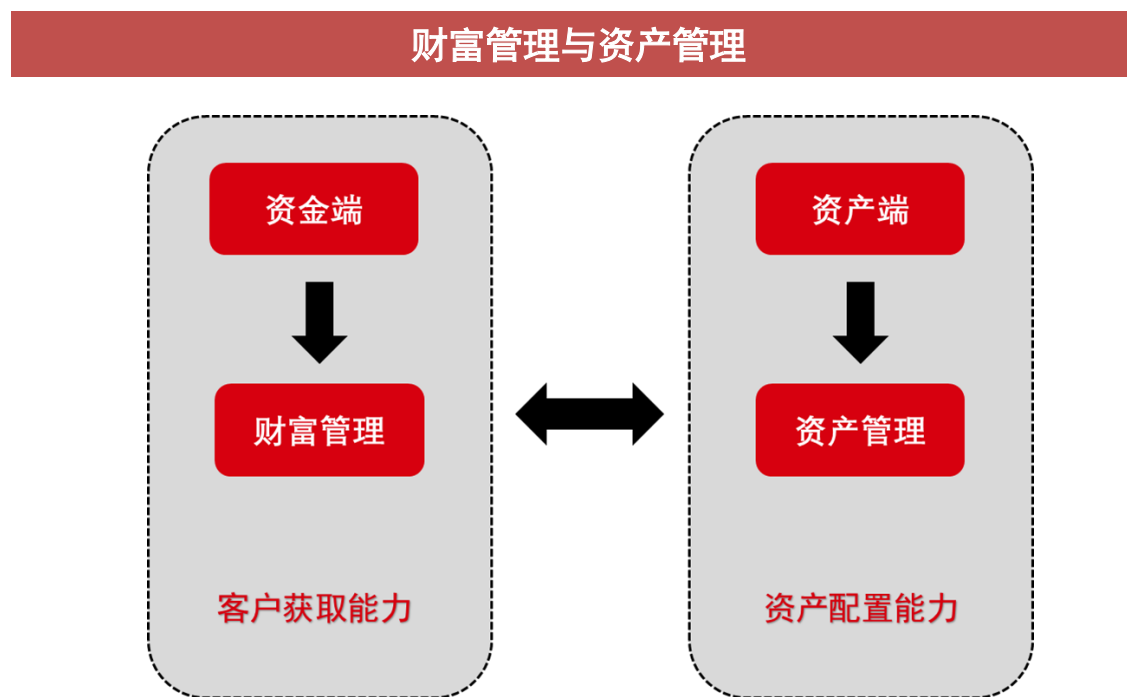 财富管理与资产管理
资金端
财富管理
客户获取能力
资产端
资产管理
资产配置能力